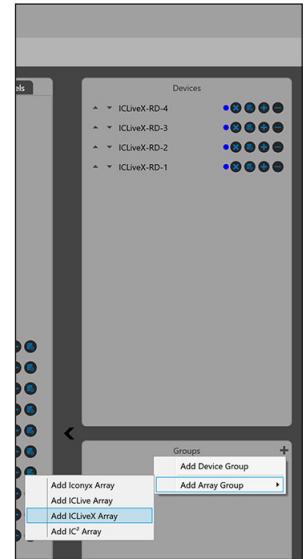 els
Devices
ICLiveX-RD-4
ICLiveX-RD-3
ICLiveX-RD-2
ICLiveX-RD-1
Groups
Add Device Group
Add Array Group
Add Iconyx Array
Add ICLive Array
Add ICLiveX Array
Add IC² Array